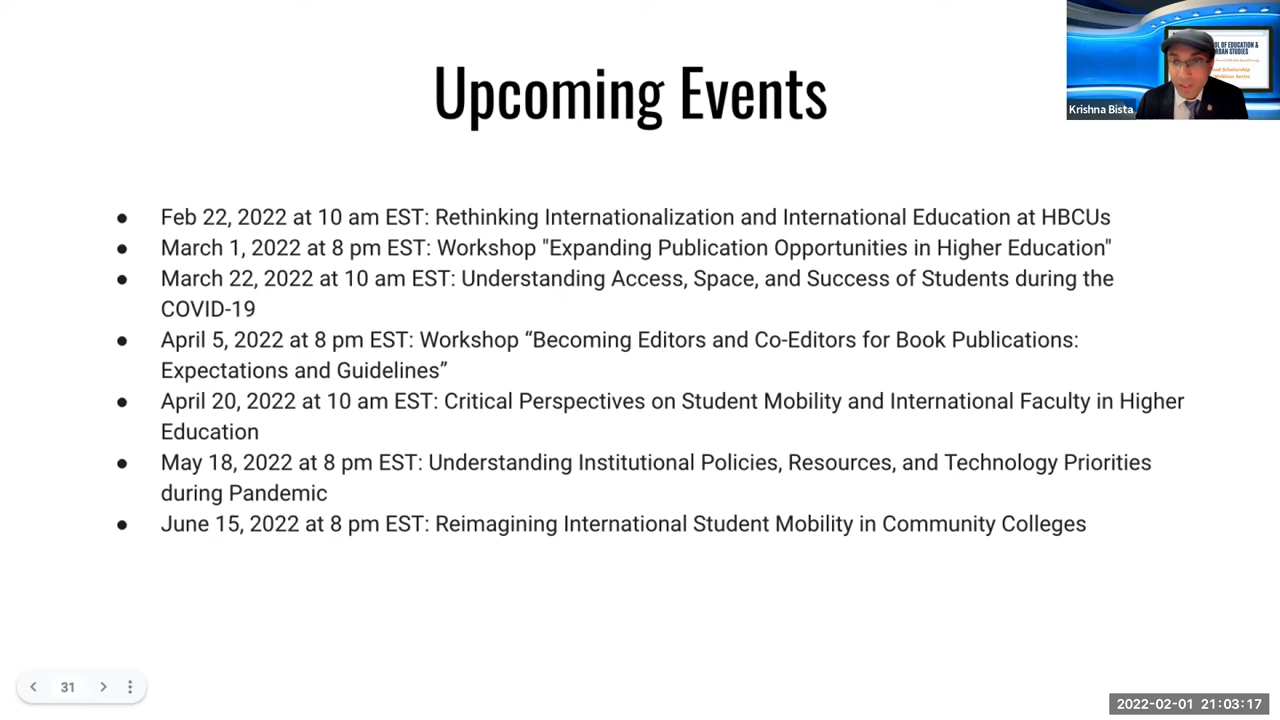 Upcoming Events
OL OF EDUCATION &
RBAN STUDIES
Krishna Bista
● Feb 22, 2022 at 10 am EST: Rethinking Internationalization and International Education at HBCUs
● March 1, 2022 at 8 pm EST: Workshop "Expanding Publication Opportunities in Higher Education"
● March 22, 2022 at 10 am EST: Understanding Access, Space, and Success of Students during the
COVID-19
● April 5, 2022 at 8 pm EST: Workshop “Becoming Editors and Co-Editors for Book Publications:
Expectations and Guidelines”
● April 20, 2022 at 10 am EST: Critical Perspectives on Student Mobility and International Faculty in Higher
Education
● May 18, 2022 at 8 pm EST: Understanding Institutional Policies, Resources, and Technology Priorities
during Pandemic
● June 15, 2022 at 8 pm EST: Reimagining International Student Mobility in Community Colleges
31
2022-02-01 21:03:17